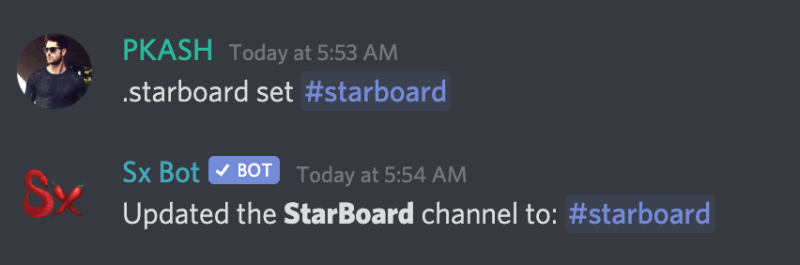 PKASH Today at 5:53 AM
.starboard set #starboard
Sx
Sx Bot ✓ BOT Today at 5:54 AM
Updated the StarBoard channel to: #starboard